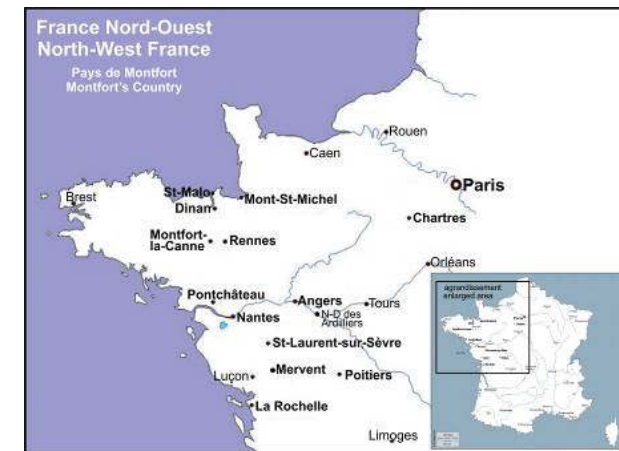 France Nord-Ouest
North-West France
Pays de Montfort
Montfort's Country
Rouen
Caen
Paris
Brest
St-Malo
Mont-St-Michel
Dinan
Chartres
Montfort-
la-Canne
Rennes
Orléans
Pontchâteau
Angers
Tours
N-D des
Ardilliers
Nantes
St-Laurent-sur-Sèvre
Mervent
Poitiers
Luçon
La Rochelle
Limoges
agrandissement
enlarged area